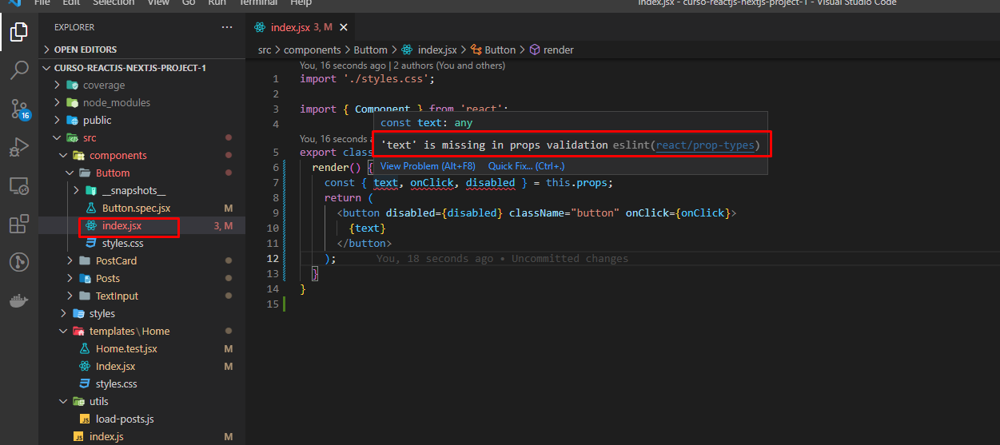 File Edit Selection View Go Run Terminal Help
index.jsx - curso-reactjs-nextjs-project-1 - Visual Studio Code
EXPLORER
OPEN EDITORS
CURSO-REACTJS-NEXTJS-PROJECT-1
coverage
node_modules
public
src
components
Buttom
__snapshots__
Button.spec.jsx M
index.jsx 3, M
styles.css
PostCard
Posts
TextInput
styles
templates\Home
Home.test.jsx M
Index.jsx M
styles.css
utils
JS load-posts.js
JS index.js M
16
index.jsx 3, M
src > components > Buttom > index.jsx > Button > render
You, 16 seconds ago | 2 authors (You and others)
1 import './styles.css';
2
3 import { Component } from 'react';
4
const text: any
You, 16 seconds a
'text' is missing in props validation eslint(react/prop-types)
5 export class
View Problem (Alt+F8) Quick Fix... (Ctrl+.)
6 render() {
7 const { text, onClick, disabled } = this.props;
8 return (
9 <button disabled={disabled} className="button" onClick={onClick}>
10 {text}
11 </button>
12 ); You, 18 seconds ago • Uncommitted changes
13 }
14 }
15